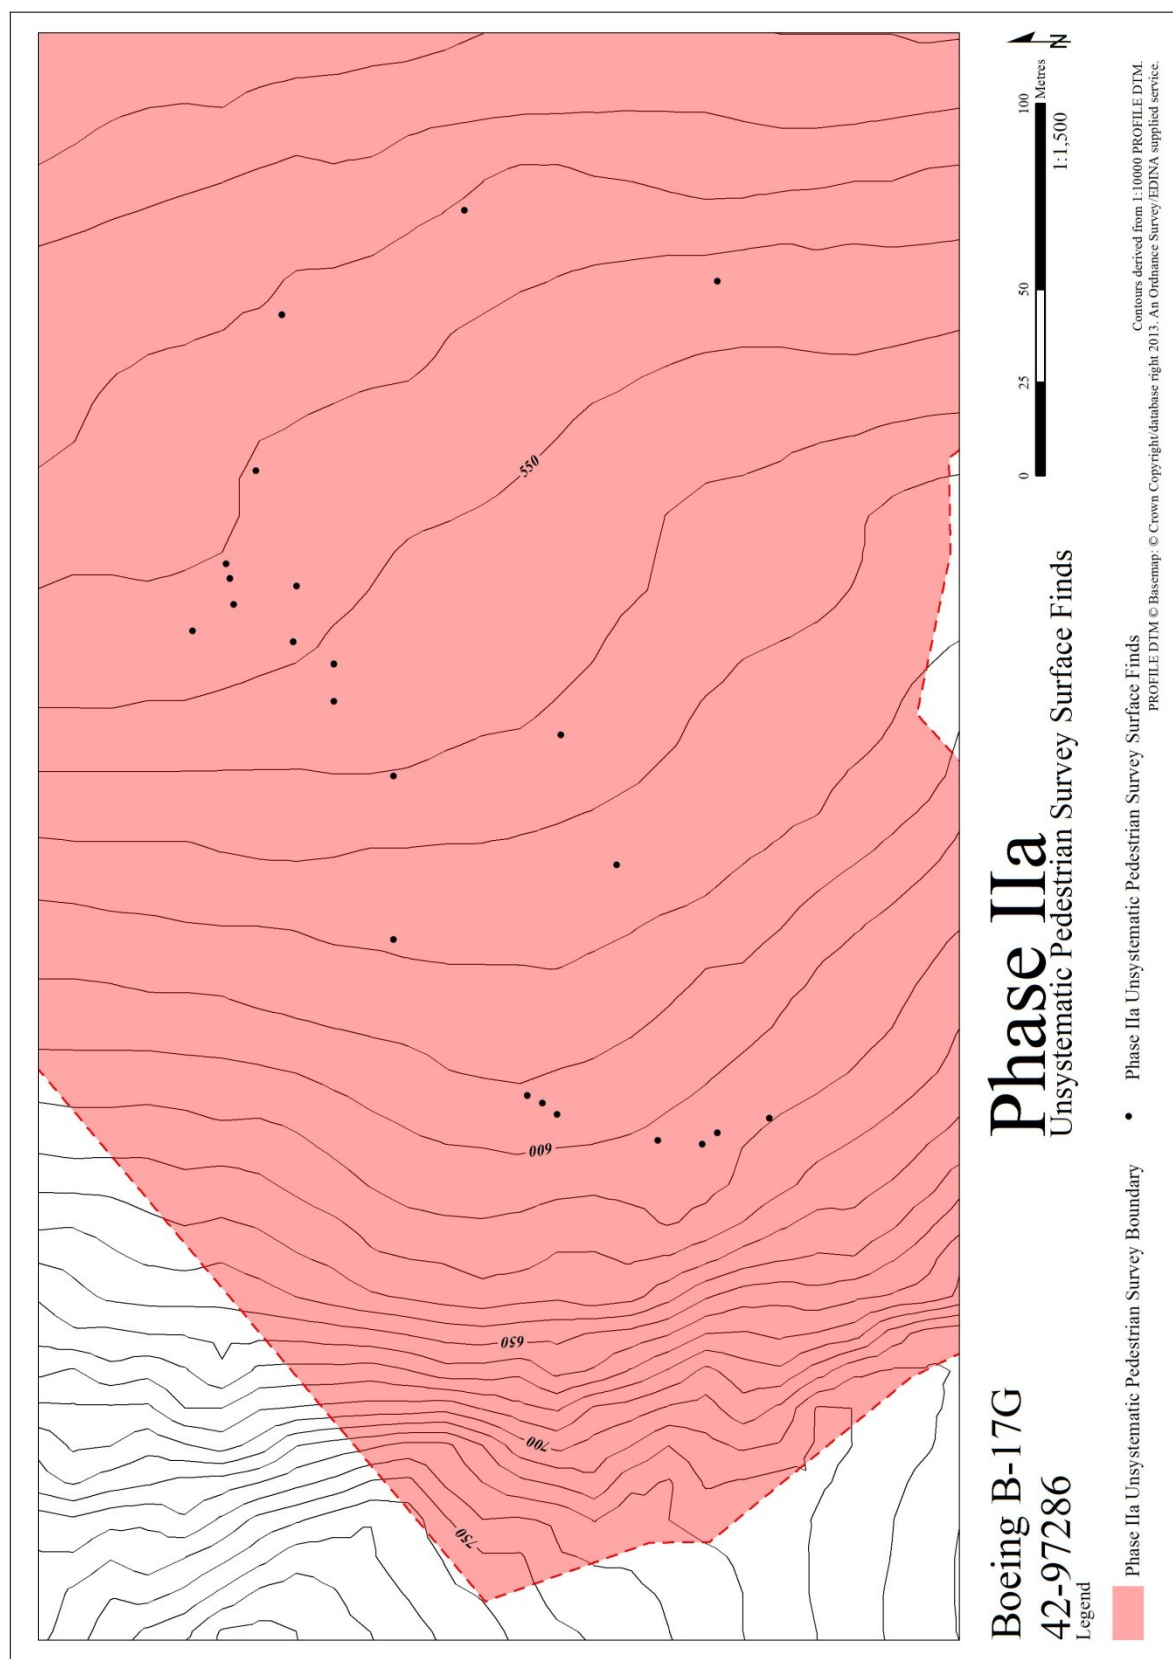 750
700
650
600
550
Boeing B-17G
42-97286
Legend
Phase IIa
Unsystematic Pedestrian Survey Surface Finds
0 25 50 100
Metres
1:1,500
N
Phase IIa Unsystematic Pedestrian Survey Boundary
Phase IIa Unsystematic Pedestrian Survey Surface Finds
Contours derived from 1:10000 PROFILE DTM.
PROFILE DTM © Basemap: © Crown Copyright/database right 2013. An Ordnance Survey/EDINA supplied service.